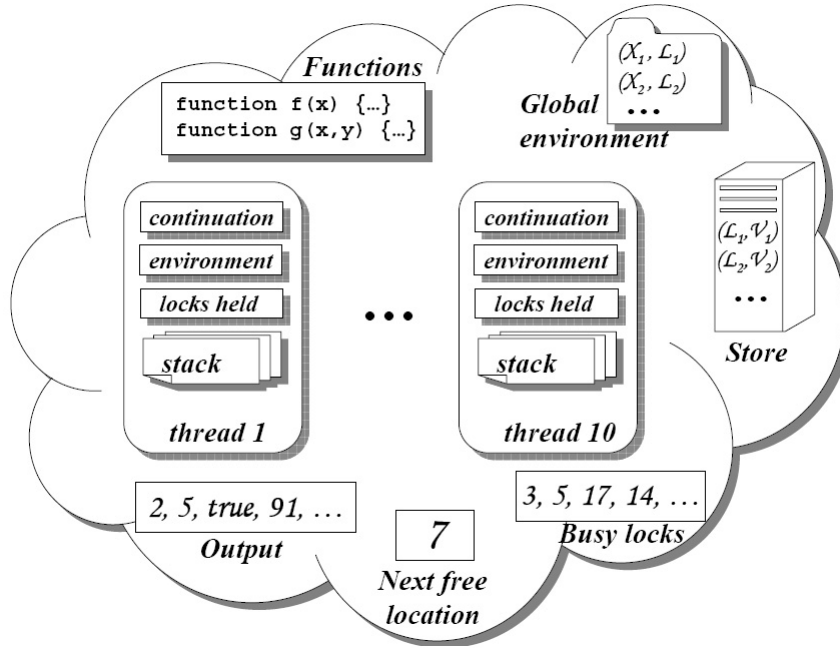 Functions
function f(x) {…}
function g(x,y) {…}
(X₁, L₁)
(X₂, L₂)
...
Global
environment
continuation
environment
locks held
stack
thread 1
...
continuation
environment
locks held
stack
thread 10
(L₁,V₁)
(L₂,V₂)
...
Store
2, 5, true, 91, ...
Output
7
Next free
location
3, 5, 17, 14, ...
Busy locks